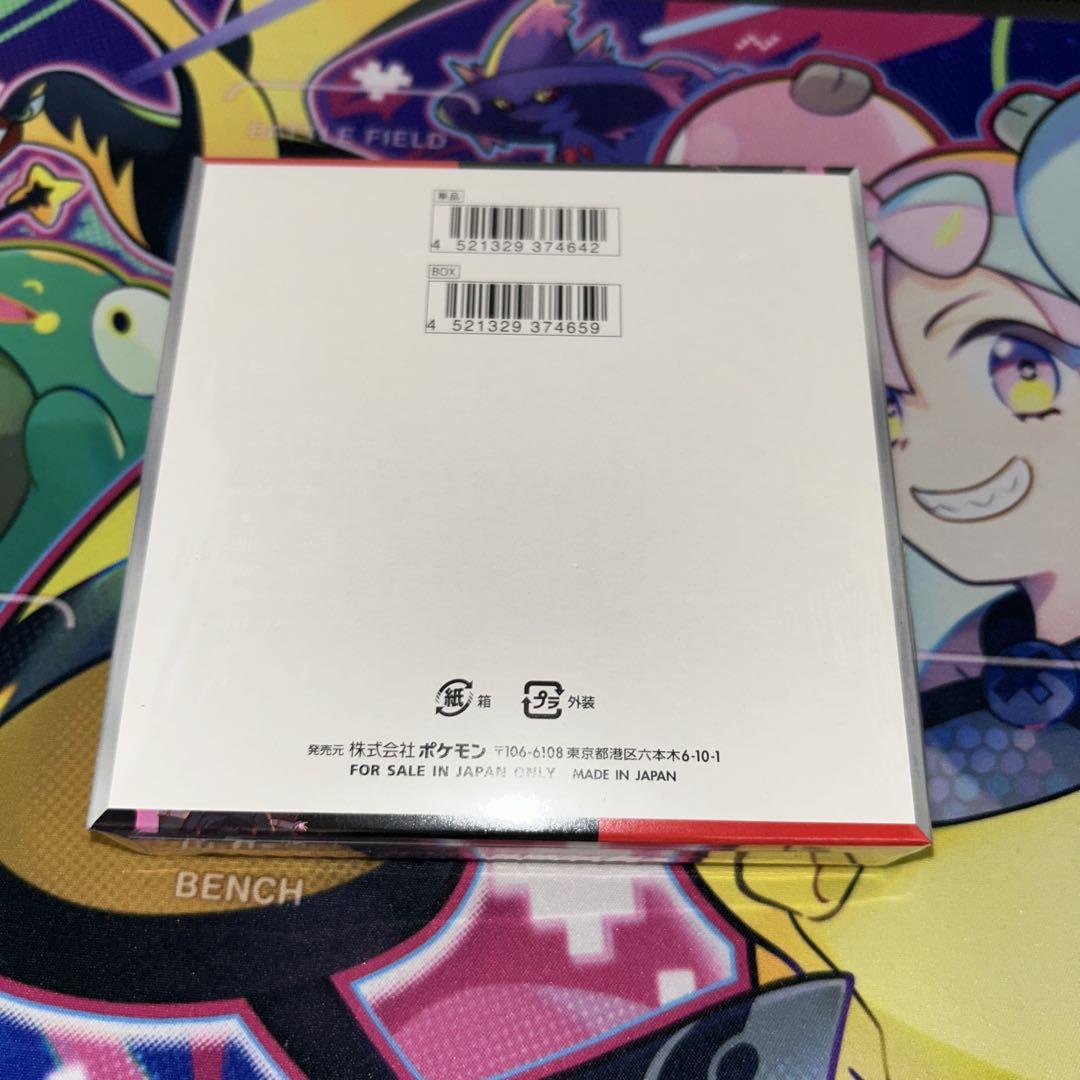 BATTLE FIELD
単品
4 521329 374642
BOX
4 521329 374659
紙 箱 プラ 外装
発売元 株式会社ポケモン 〒106-6108 東京都港区六本木6-10-1
FOR SALE IN JAPAN ONLY MADE IN JAPAN
BENCH